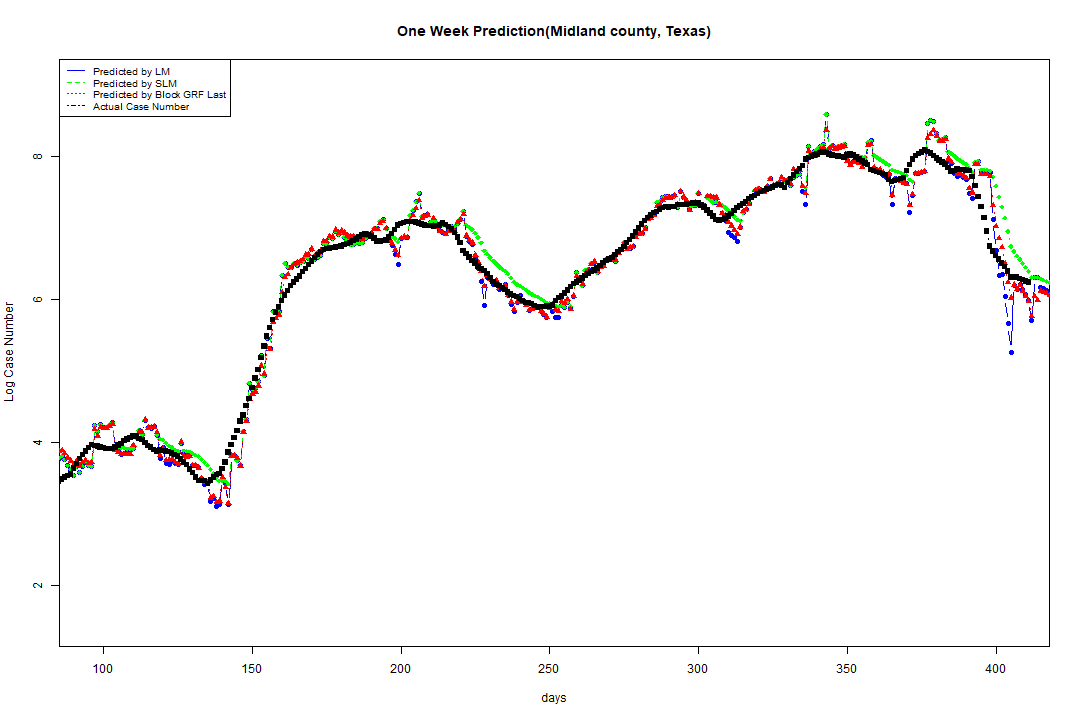 One Week Prediction(Midland county, Texas)
Predicted by LM
Predicted by SLM
Predicted by Block GRF Last
Actual Case Number
8
6
4
2
Log Case Number
100 150 200 250 300 350 400
days